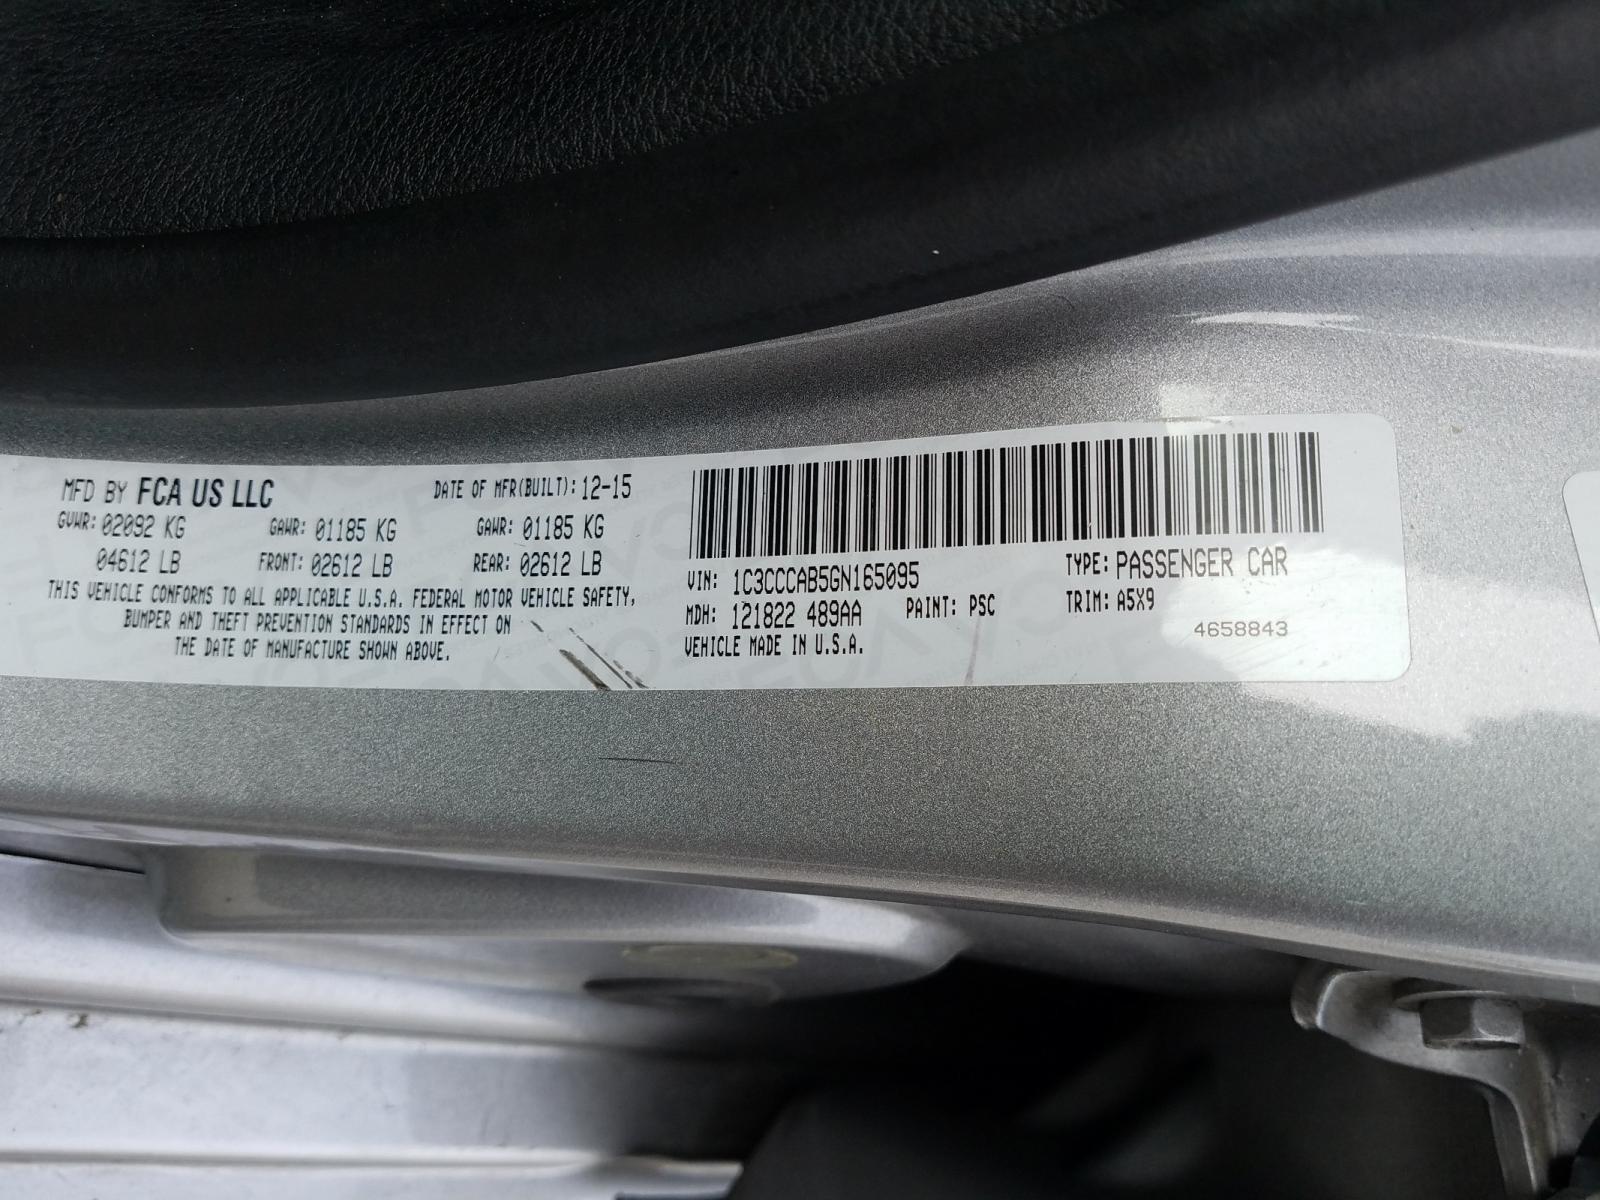 MFD BY FCA US LLC DATE OF MFR(BUILT): 12-15
GVWR: 02092 KG GAWR: 01185 KG GAWR: 01185 KG
04612 LB FRONT: 02612 LB REAR: 02612 LB
THIS VEHICLE CONFORMS TO ALL APPLICABLE U.S.A. FEDERAL MOTOR VEHICLE SAFETY,
BUMPER AND THEFT PREVENTION STANDARDS IN EFFECT ON
THE DATE OF MANUFACTURE SHOWN ABOVE.
VIN: 1C3CCCAB5GN165095 TYPE: PASSENGER CAR
MDH: 121822 489AA PAINT: PSC TRIM: A5X9
VEHICLE MADE IN U.S.A. 4658843